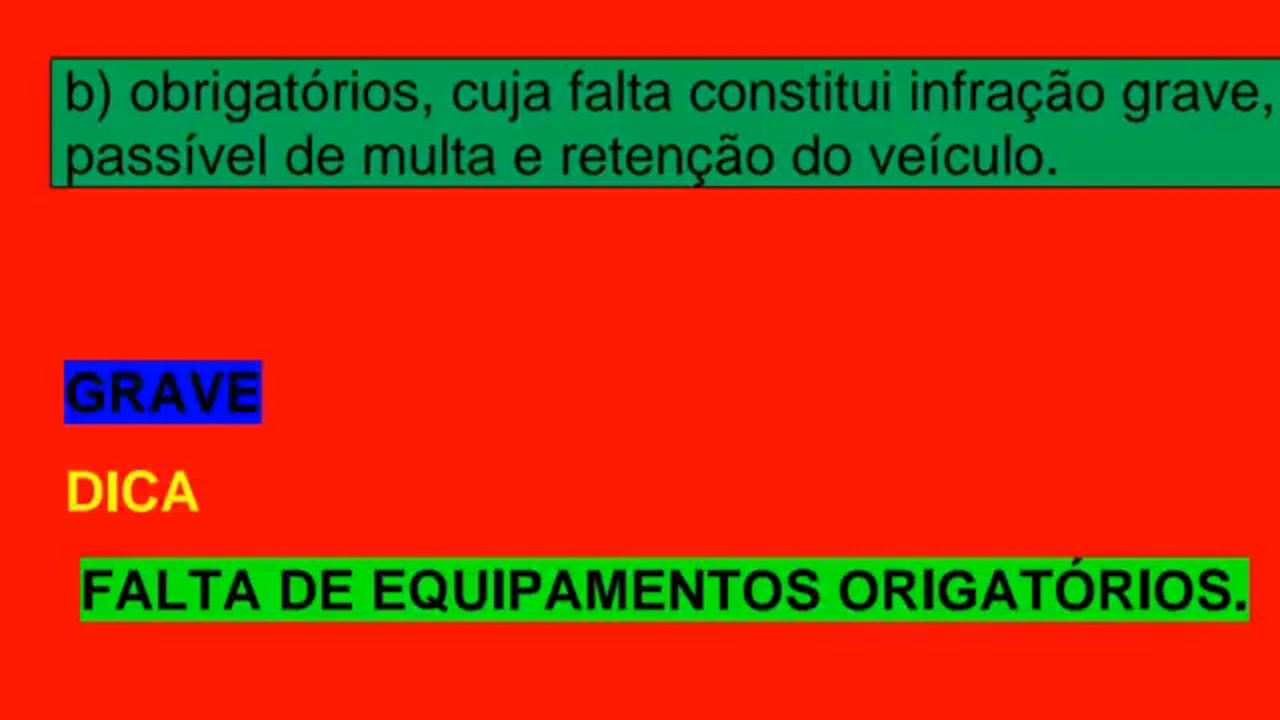 b) obrigatórios, cuja falta constitui infração grave,
passível de multa e retenção do veículo.
GRAVE
DICA
FALTA DE EQUIPAMENTOS ORIGATÓRIOS.